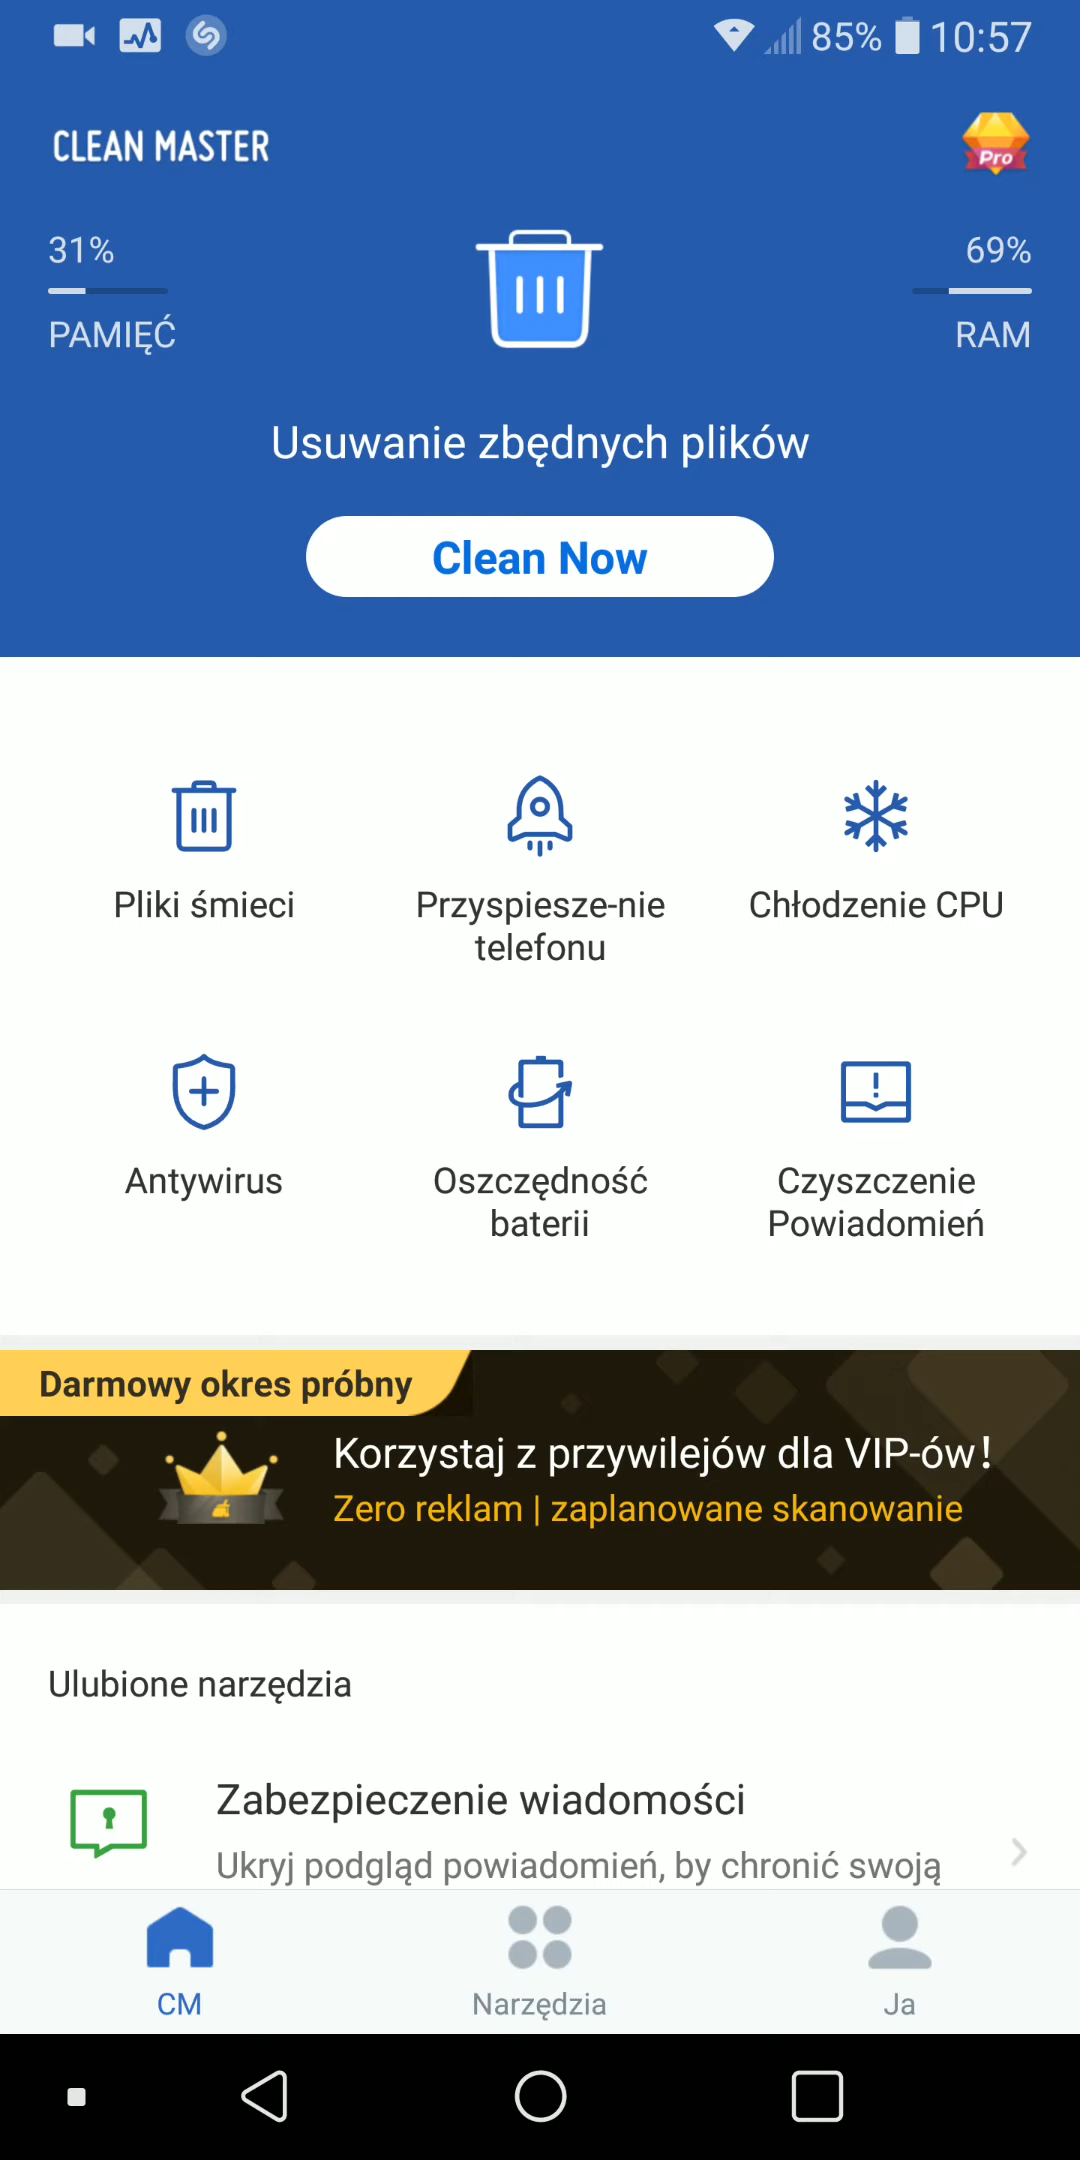 85% 10:57
CLEAN MASTER
Pro
31%
69%
PAMIĘĆ
RAM
Usuwanie zbędnych plików
Clean Now
Pliki śmieci
Przyspiesze-nie
telefonu
Chłodzenie CPU
Antywirus
Oszczędność
baterii
Czyszczenie
Powiadomień
Darmowy okres próbny
Korzystaj z przywilejów dla VIP-ów!
Zero reklam | zaplanowane skanowanie
Ulubione narzędzia
Zabezpieczenie wiadomości
Ukryj podgląd powiadomień, by chronić swoją
CM
Narzędzia
Ja